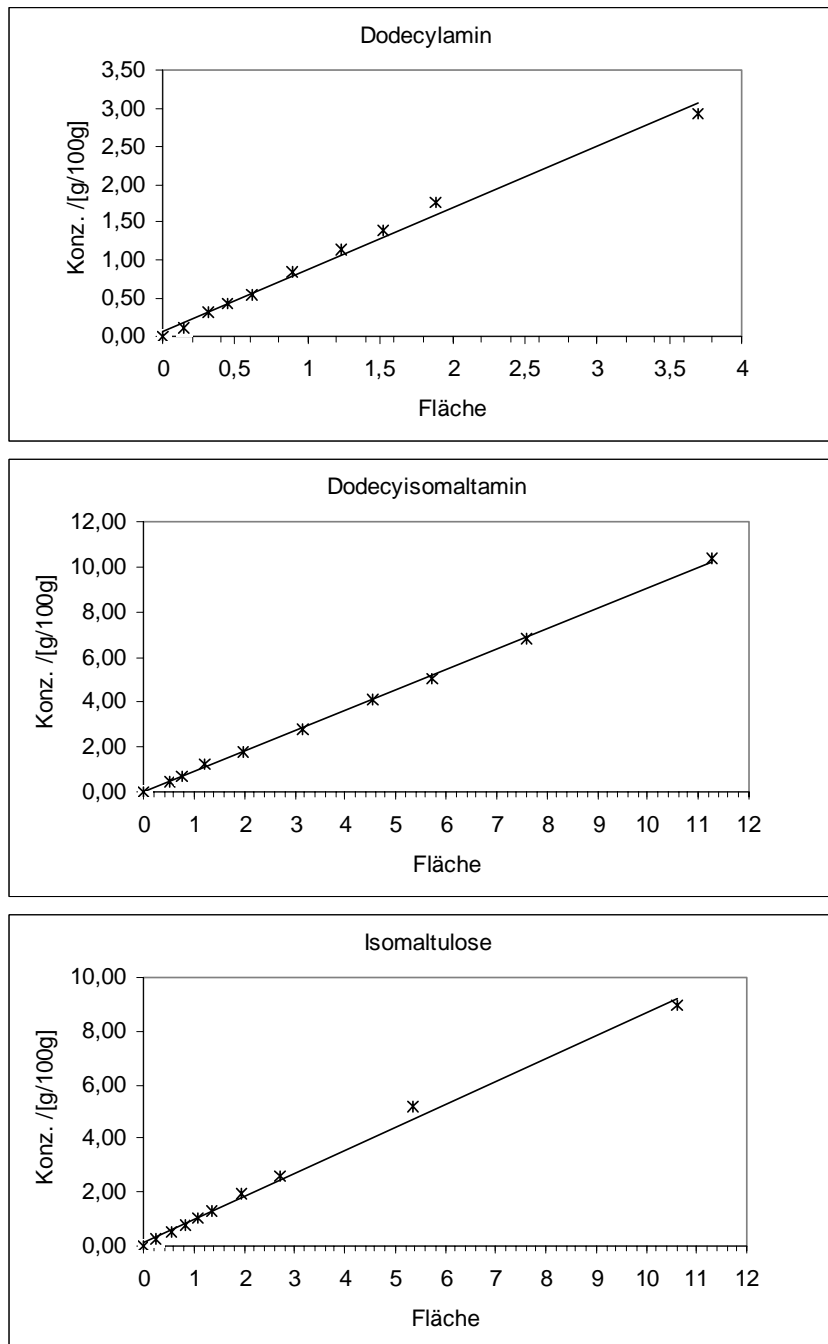 Dodecylamin
Konz. /[g/100g]
3,50
3,00
2,50
2,00
1,50
1,00
0,50
0,00
0 0,5 1 1,5 2 2,5 3 3,5 4
Fläche
Dodecyisomaltamin
Konz. /[g/100g]
12,00
10,00
8,00
6,00
4,00
2,00
0,00
0 1 2 3 4 5 6 7 8 9 10 11 12
Fläche
Isomaltulose
Konz. /[g/100g]
10,00
8,00
6,00
4,00
2,00
0,00
0 1 2 3 4 5 6 7 8 9 10 11 12
Fläche